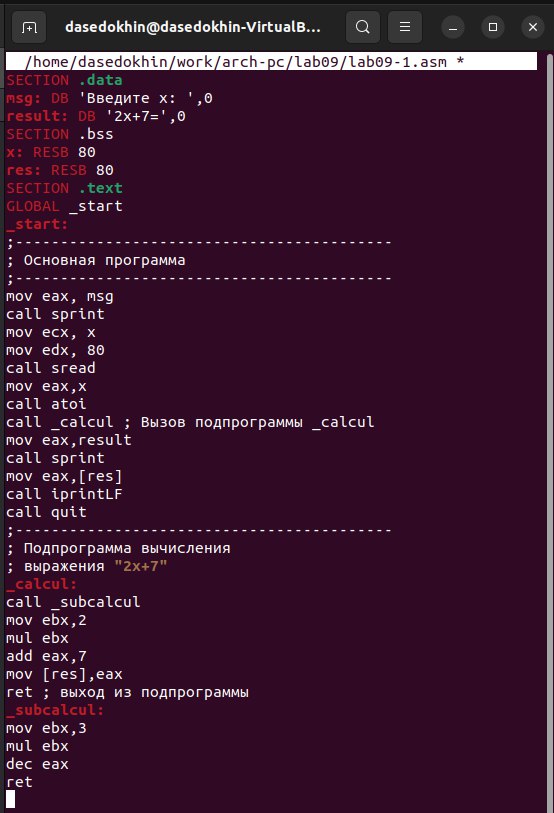 dasedokhin@dasedokhin-VirtualB...
/home/dasedokhin/work/arch-pc/lab09/lab09-1.asm *
SECTION .data
msg: DB 'Введите x: ',0
result: DB '2x+7=',0
SECTION .bss
x: RESB 80
res: RESB 80
SECTION .text
GLOBAL _start
_start:
;------------------------------------------
; Основная программа
;------------------------------------------
mov eax, msg
call sprint
mov ecx, x
mov edx, 80
call sread
mov eax,x
call atoi
call _calcul ; Вызов подпрограммы _calcul
mov eax,result
call sprint
mov eax,[res]
call iprintLF
call quit
;------------------------------------------
; Подпрограмма вычисления
; выражения "2x+7"
_calcul:
call _subcalcul
mov ebx,2
mul ebx
add eax,7
mov [res],eax
ret ; выход из подпрограммы
_subcalcul:
mov ebx,3
mul ebx
dec eax
ret